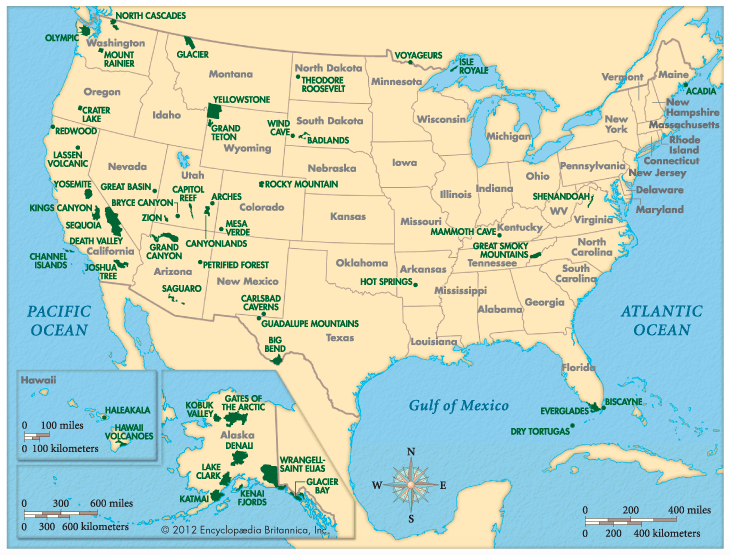 NORTH CASCADES
OLYMPIC
Washington
MOUNT
RAINIER
GLACIER
Montana
North Dakota
THEODORE
ROOSEVELT
VOYAGEURS
ISLE
ROYALE
Minnesota
Vermont
Maine
ACADIA
New
Hampshire
Massachusetts
Rhode
Island
Connecticut
New Jersey
Delaware
Maryland
Oregon
CRATER
LAKE
Idaho
YELLOWSTONE
GRAND
TETON
Wyoming
South Dakota
WIND
CAVE
BADLANDS
Wisconsin
Michigan
New
York
Pennsylvania
REDWOOD
LASSEN
VOLCANIC
Nevada
Utah
Nebraska
Iowa
Illinois
Indiana
Ohio
YOSEMITE
GREAT BASIN
CAPITOL
REEF
ARCHES
ROCKY MOUNTAIN
Colorado
Kansas
Missouri
SHENANDOAH
WV
Virginia
KINGS CANYON
BRYCE CANYON
ZION
SEQUOIA
MESA
VERDE
MAMMOTH CAVE
Kentucky
DEATH VALLEY
California
GRAND
CANYON
CANYONLANDS
GREAT SMOKY
MOUNTAINS
Tennessee
North
Carolina
CHANNEL
ISLANDS
JOSHUA
TREE
Arizona
PETRIFIED FOREST
New Mexico
Oklahoma
Arkansas
HOT SPRINGS
South
Carolina
SAGUARO
CARLSBAD
CAVERNS
GUADALUPE MOUNTAINS
Texas
Mississippi
Alabama
Georgia
Louisiana
PACIFIC
OCEAN
ATLANTIC
OCEAN
BIG
BEND
Florida
Gulf of Mexico
EVERGLADES
BISCAYNE
DRY TORTUGAS
Hawaii
HALEAKALA
HAWAII
VOLCANOES
0 100 miles
0 100 kilometers
KOBUK
VALLEY
GATES OF
THE ARCTIC
Alaska
DENALI
WRANGELL-
SAINT ELIAS
LAKE
CLARK
GLACIER
BAY
KATMAI
KENAI
FJORDS
0 300 600 miles
0 300 600 kilometers
© 2012 Encyclopædia Britannica, Inc.
N
W E
S
0 200 400 miles
0 200 400 kilometers